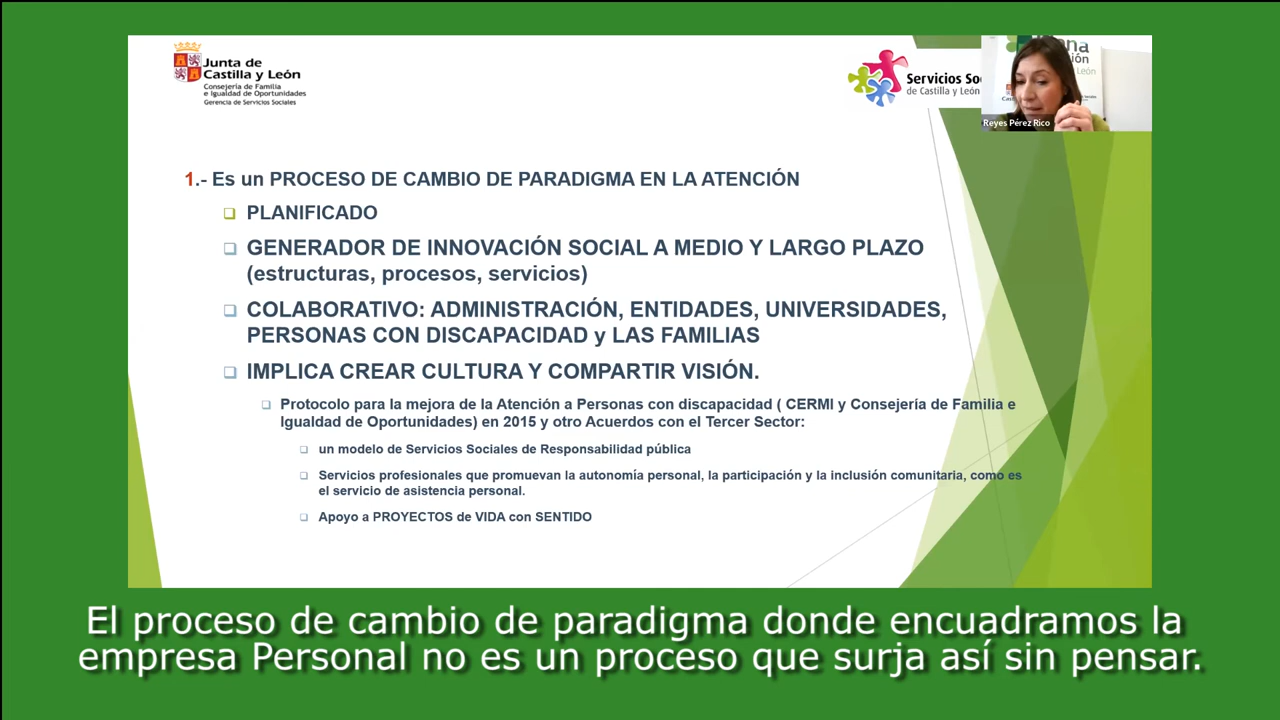 Junta de
Castilla y León
Consejería de Familia
e Igualdad de Oportunidades
Gerencia de Servicios Sociales
Servicios So
de Castilla y León
León
Reyes Pérez Rico
1.- Es un PROCESO DE CAMBIO DE PARADIGMA EN LA ATENCIÓN
PLANIFICADO
GENERADOR DE INNOVACIÓN SOCIAL A MEDIO Y LARGO PLAZO
(estructuras, procesos, servicios)
COLABORATIVO: ADMINISTRACIÓN, ENTIDADES, UNIVERSIDADES,
PERSONAS CON DISCAPACIDAD y LAS FAMILIAS
IMPLICA CREAR CULTURA Y COMPARTIR VISIÓN.
Protocolo para la mejora de la Atención a Personas con discapacidad ( CERMI y Consejería de Familia e
Igualdad de Oportunidades) en 2015 y otro Acuerdos con el Tercer Sector:
un modelo de Servicios Sociales de Responsabilidad pública
Servicios profesionales que promuevan la autonomía personal, la participación y la inclusión comunitaria, como es
el servicio de asistencia personal.
Apoyo a PROYECTOS de VIDA con SENTIDO
El proceso de cambio de paradigma donde encuadramos la
empresa Personal no es un proceso que surja así sin pensar.